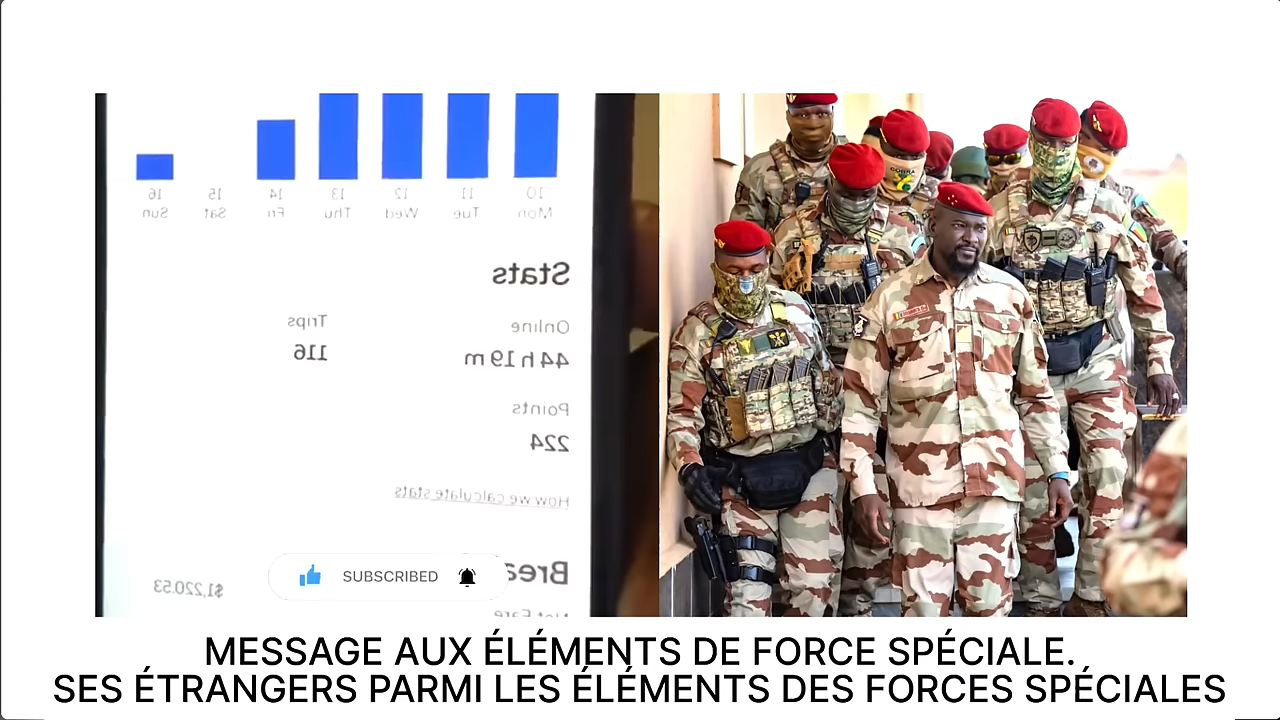 16 15 14 13 12 11 10
Sun Sat Fri Thu Wed Tue Mon
Stats
Trips Online
116 44 h 19 m
Points
224
How we calculate stats
SUBSCRIBED
$1,220.53
COBRA
MESSAGE AUX ÉLÉMENTS DE FORCE SPÉCIALE.
SES ÉTRANGERS PARMI LES ÉLÉMENTS DES FORCES SPÉCIALES